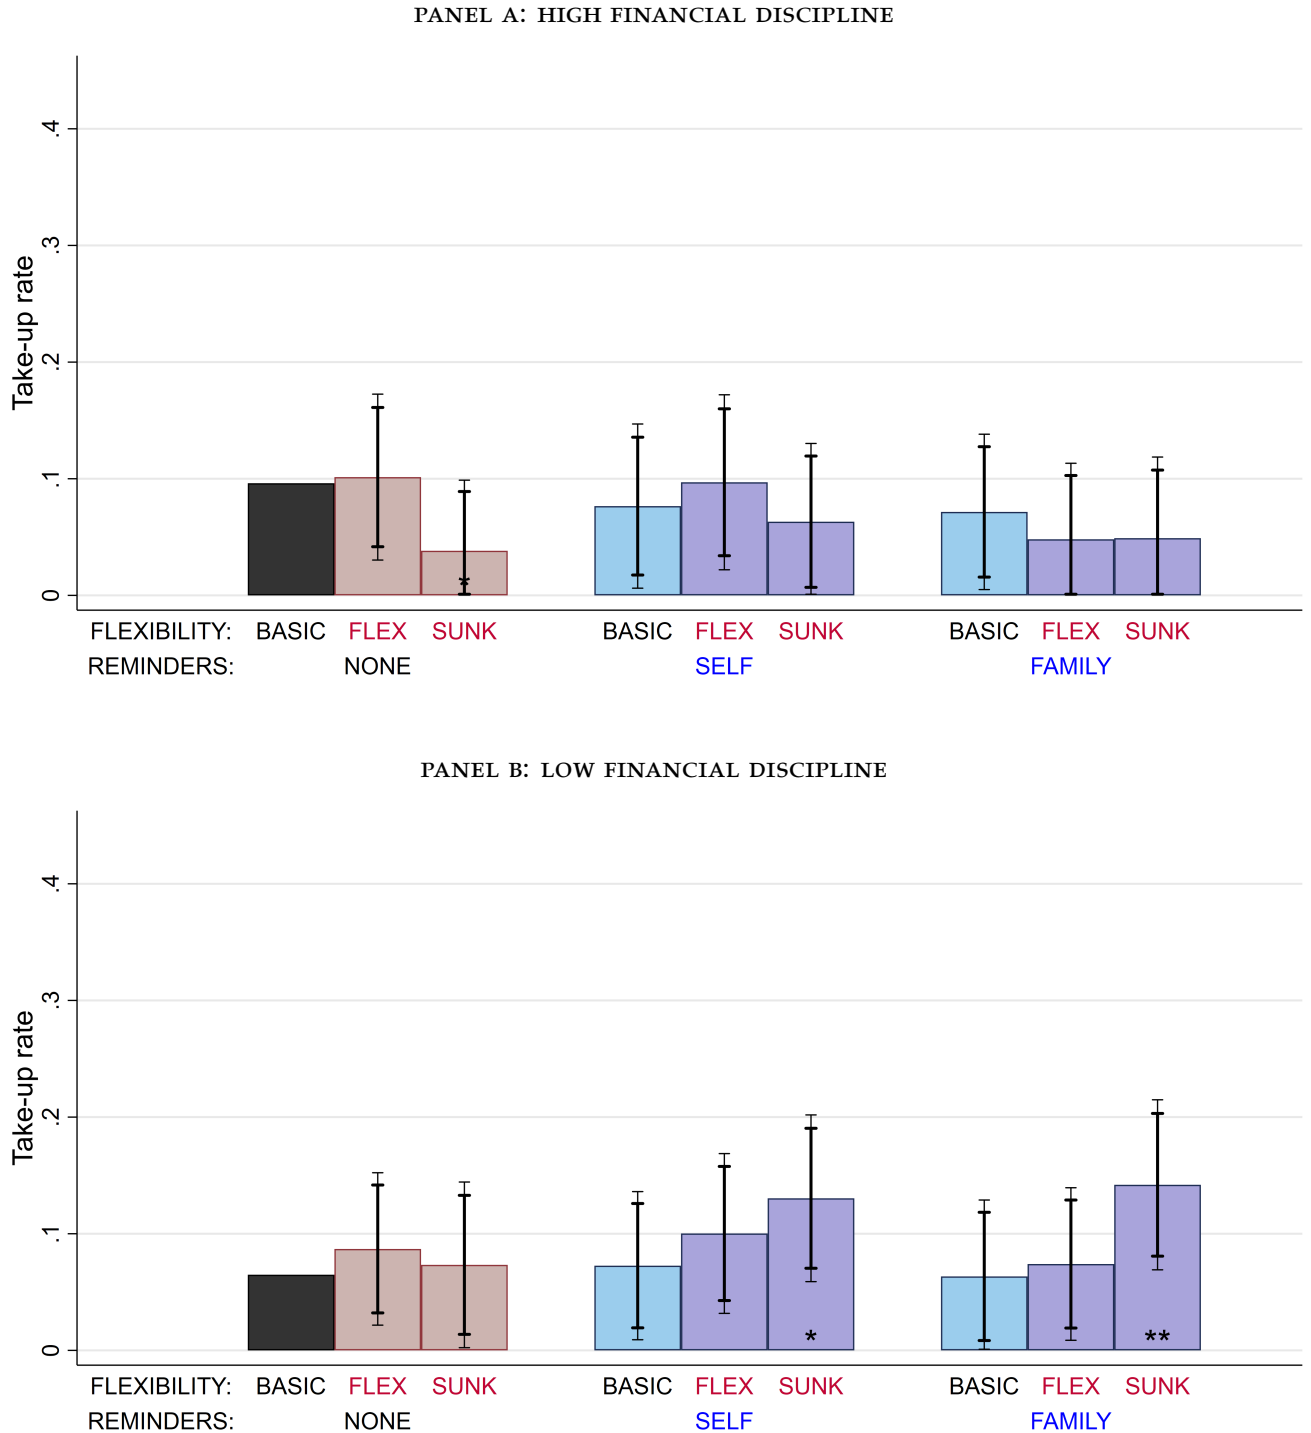 PANEL A: HIGH FINANCIAL DISCIPLINE
Take-up rate
.4
.3
.2
.1
0
*
FLEXIBILITY: BASIC FLEX SUNK BASIC FLEX SUNK BASIC FLEX SUNK
REMINDERS: NONE SELF FAMILY
PANEL B: LOW FINANCIAL DISCIPLINE
Take-up rate
.4
.3
.2
.1
0
* **
FLEXIBILITY: BASIC FLEX SUNK BASIC FLEX SUNK BASIC FLEX SUNK
REMINDERS: NONE SELF FAMILY